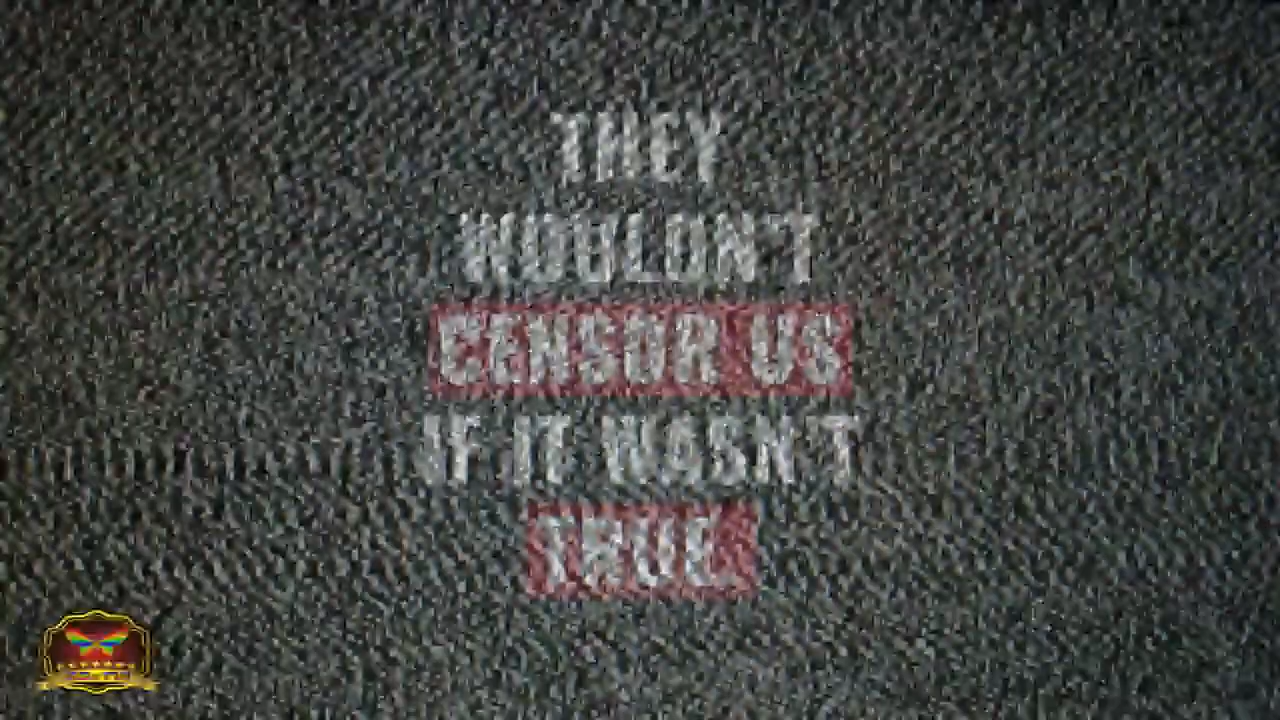 THEY
WOULDN'T
CENSOR US
IF IT WASN'T
TRUE.